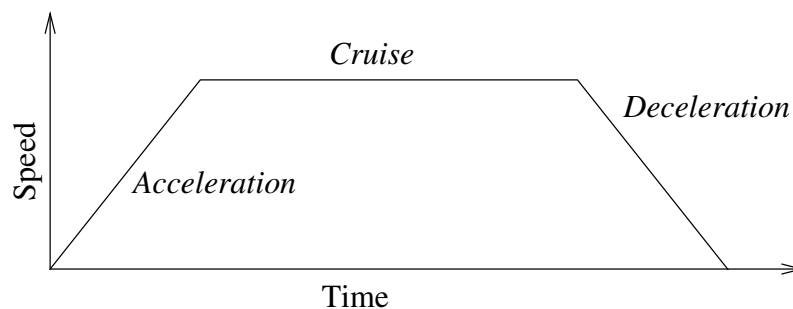 Cruise
Deceleration
Acceleration
Speed
Time